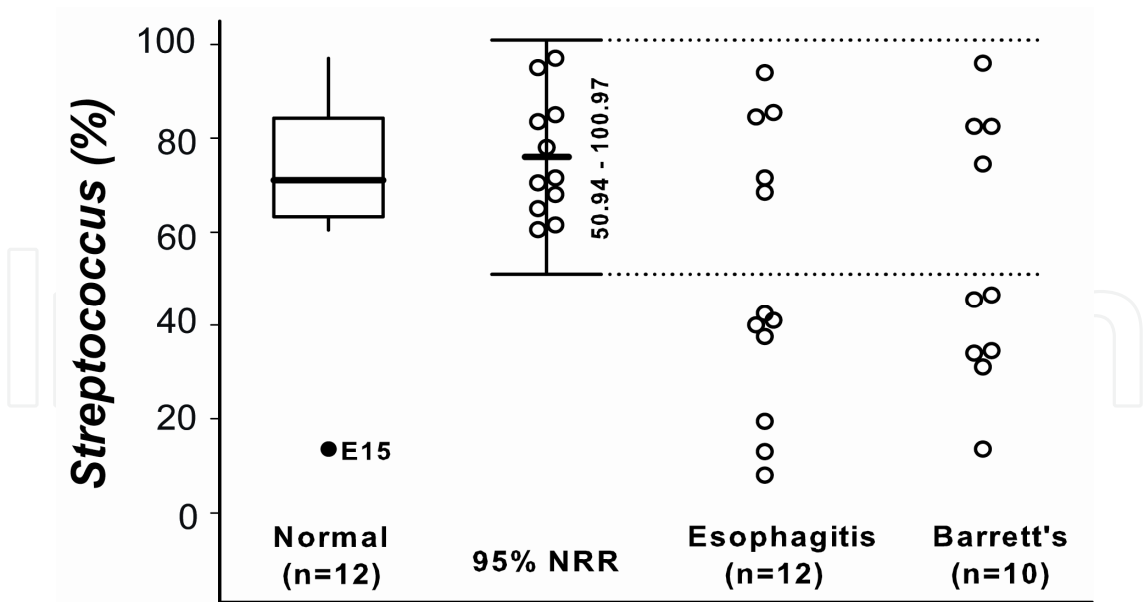 Streptococcus (%)
100
80
60
40
20
0
E15
50.94 - 100.97
Normal
(n=12)
95% NRR
Esophagitis
(n=12)
Barrett's
(n=10)